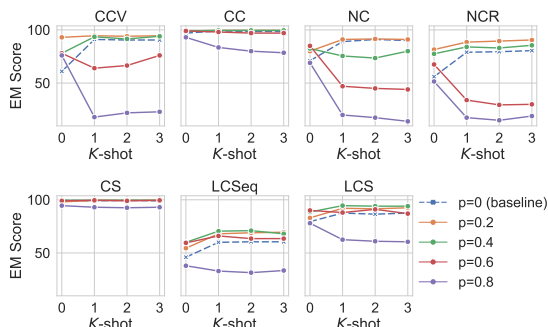 CCV CC NC NCR
EM Score
100
50
0 1 2 3 0 1 2 3 0 1 2 3 0 1 2 3
K-shot K-shot K-shot K-shot
CS LCSeq LCS
EM Score
100
50
0 1 2 3 0 1 2 3 0 1 2 3
K-shot K-shot K-shot
p=0 (baseline)
p=0.2
p=0.4
p=0.6
p=0.8